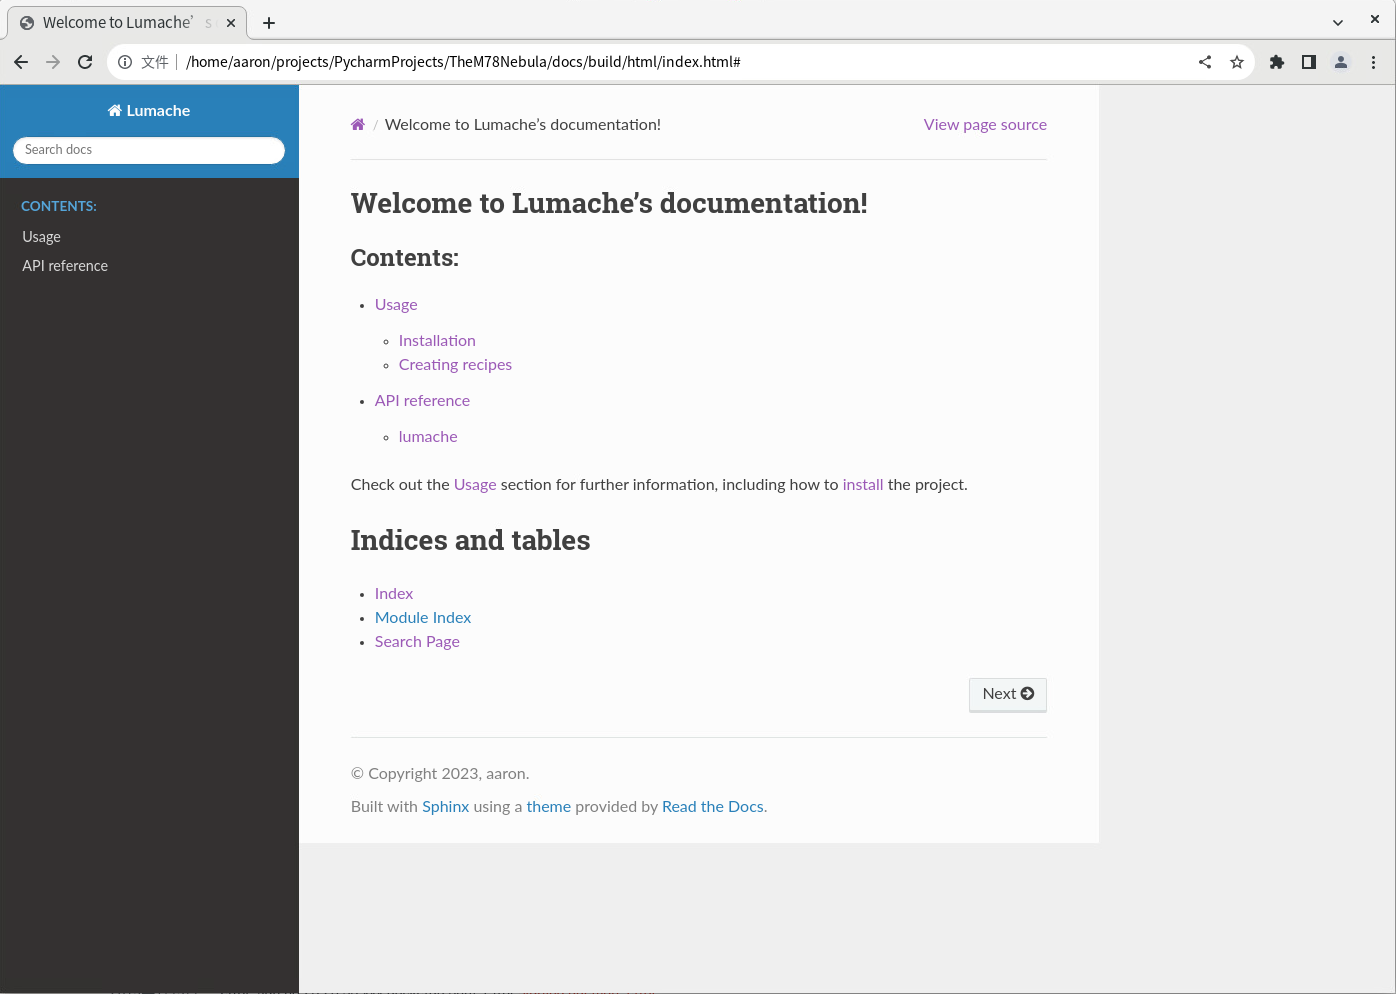 Welcome to Lumache’s
文件 /home/aaron/projects/PycharmProjects/TheM78Nebula/docs/build/html/index.html#
Lumache
Search docs
CONTENTS:
Usage
API reference
/ Welcome to Lumache’s documentation!
View page source
Welcome to Lumache’s documentation!
Contents:
• Usage
◦ Installation
◦ Creating recipes
• API reference
◦ lumache
Check out the Usage section for further information, including how to install the project.
Indices and tables
• Index
• Module Index
• Search Page
Next
© Copyright 2023, aaron.
Built with Sphinx using a theme provided by Read the Docs.